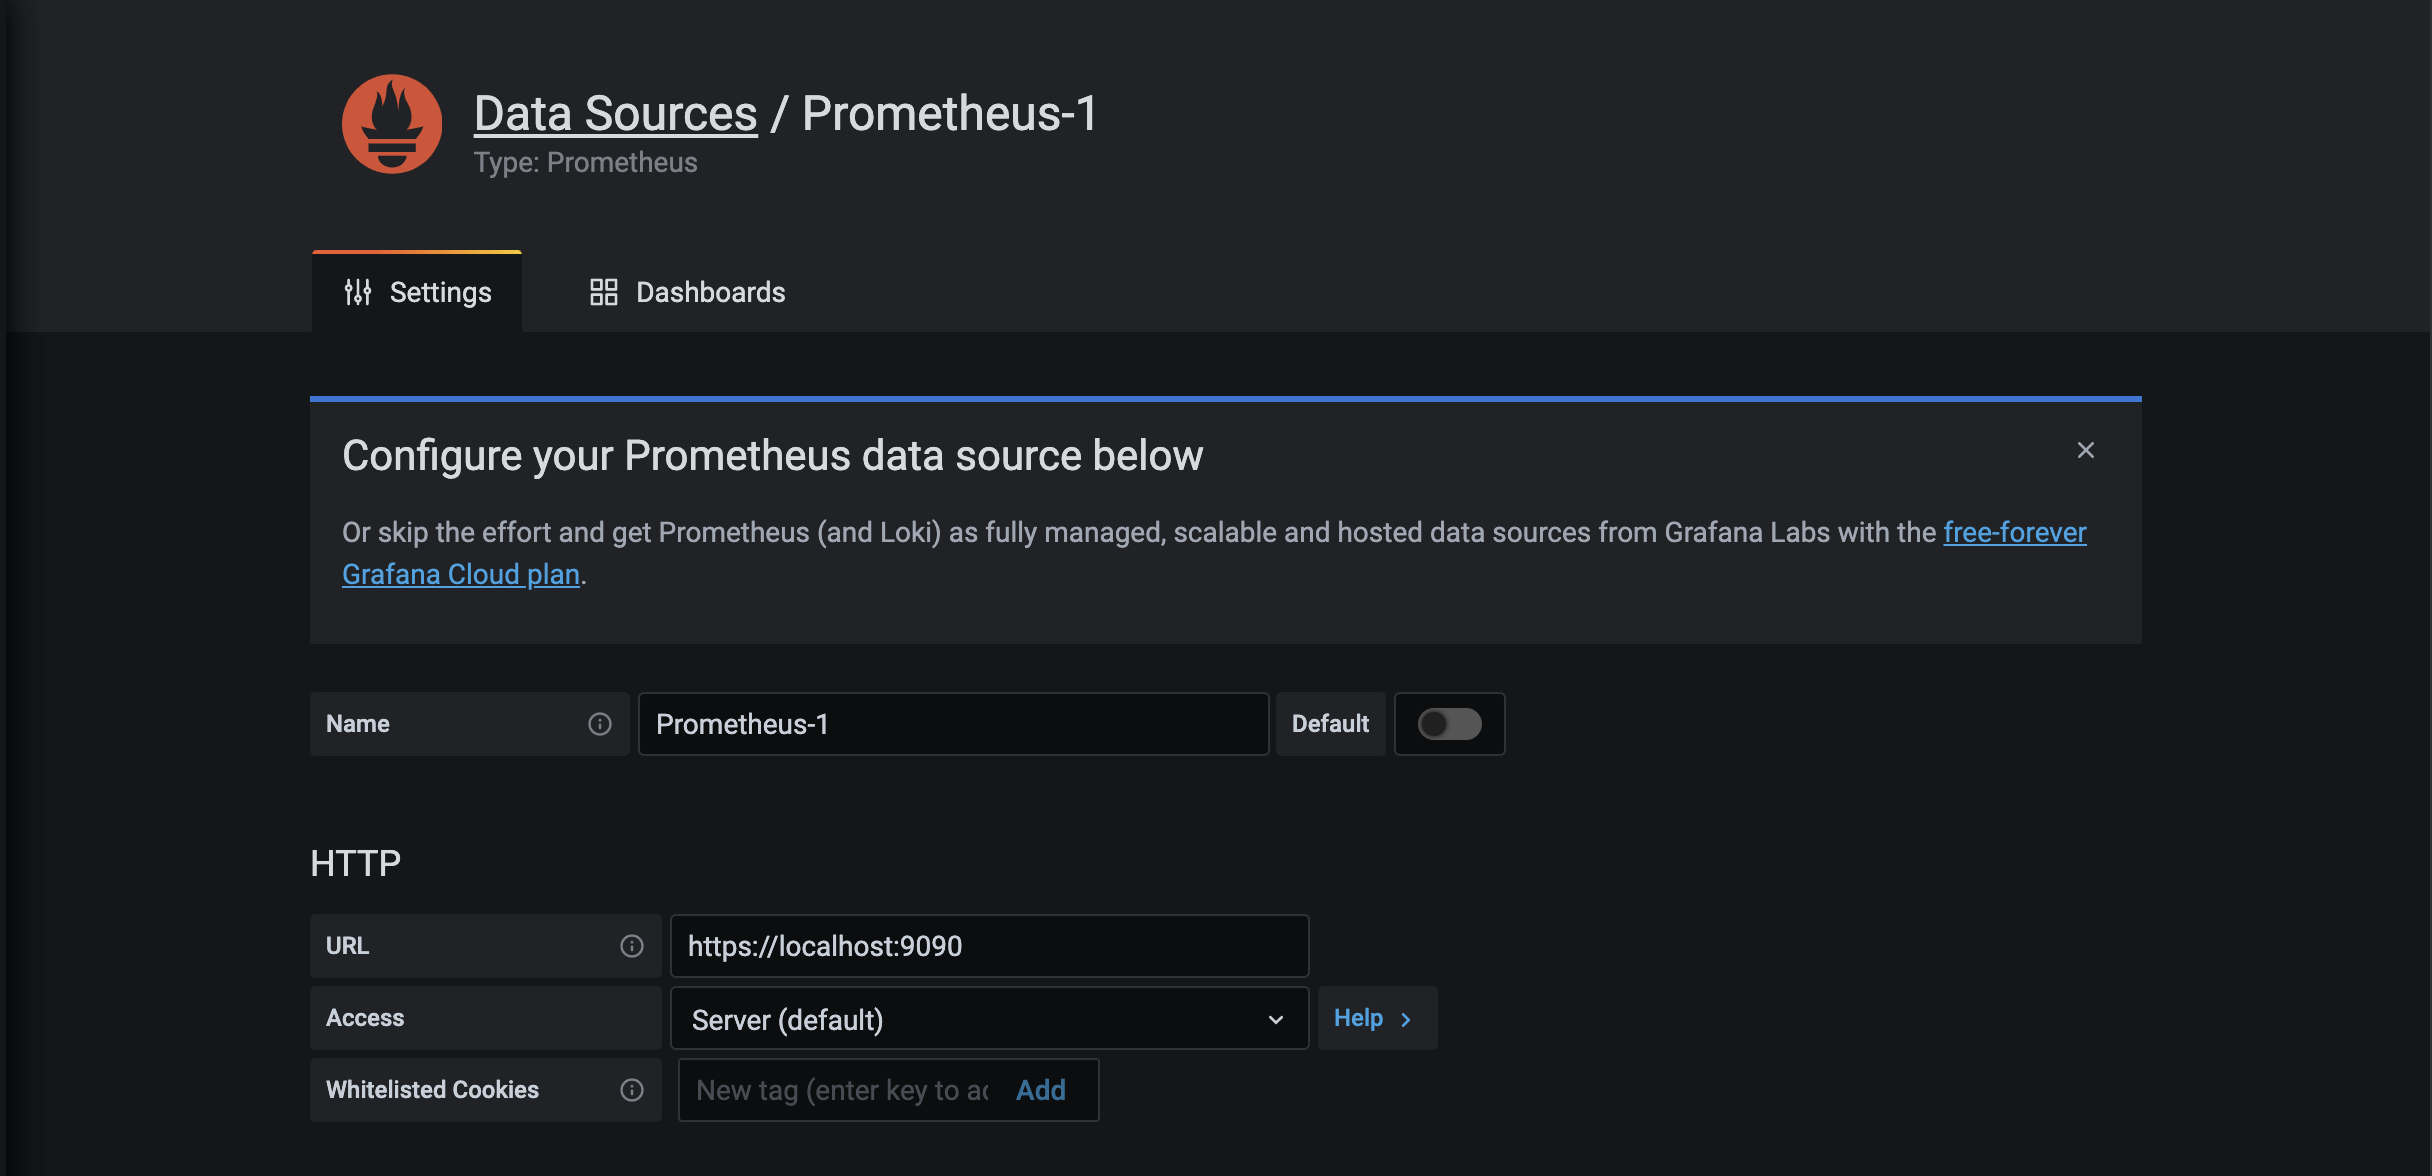 Data Sources / Prometheus-1
Type: Prometheus
Settings
Dashboards
Configure your Prometheus data source below
Or skip the effort and get Prometheus (and Loki) as fully managed, scalable and hosted data sources from Grafana Labs with the free-forever
Grafana Cloud plan.
Name
Prometheus-1
Default
HTTP
URL
https://localhost:9090
Access
Server (default)
Help
Whitelisted Cookies
New tag (enter key to ac
Add